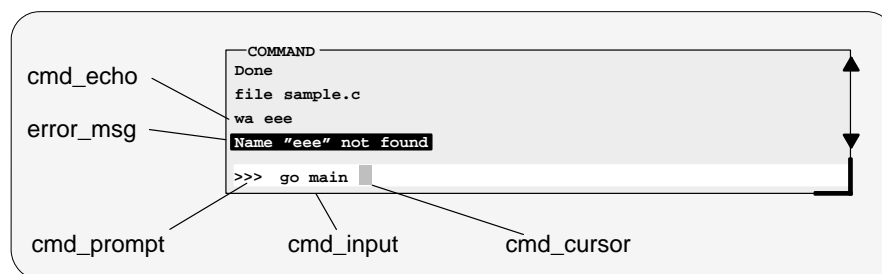 COMMAND
Done
cmd_echo
file sample.c
wa eee
error_msg
Name ″eee″ not found
>>> go main
cmd_prompt cmd_input cmd_cursor